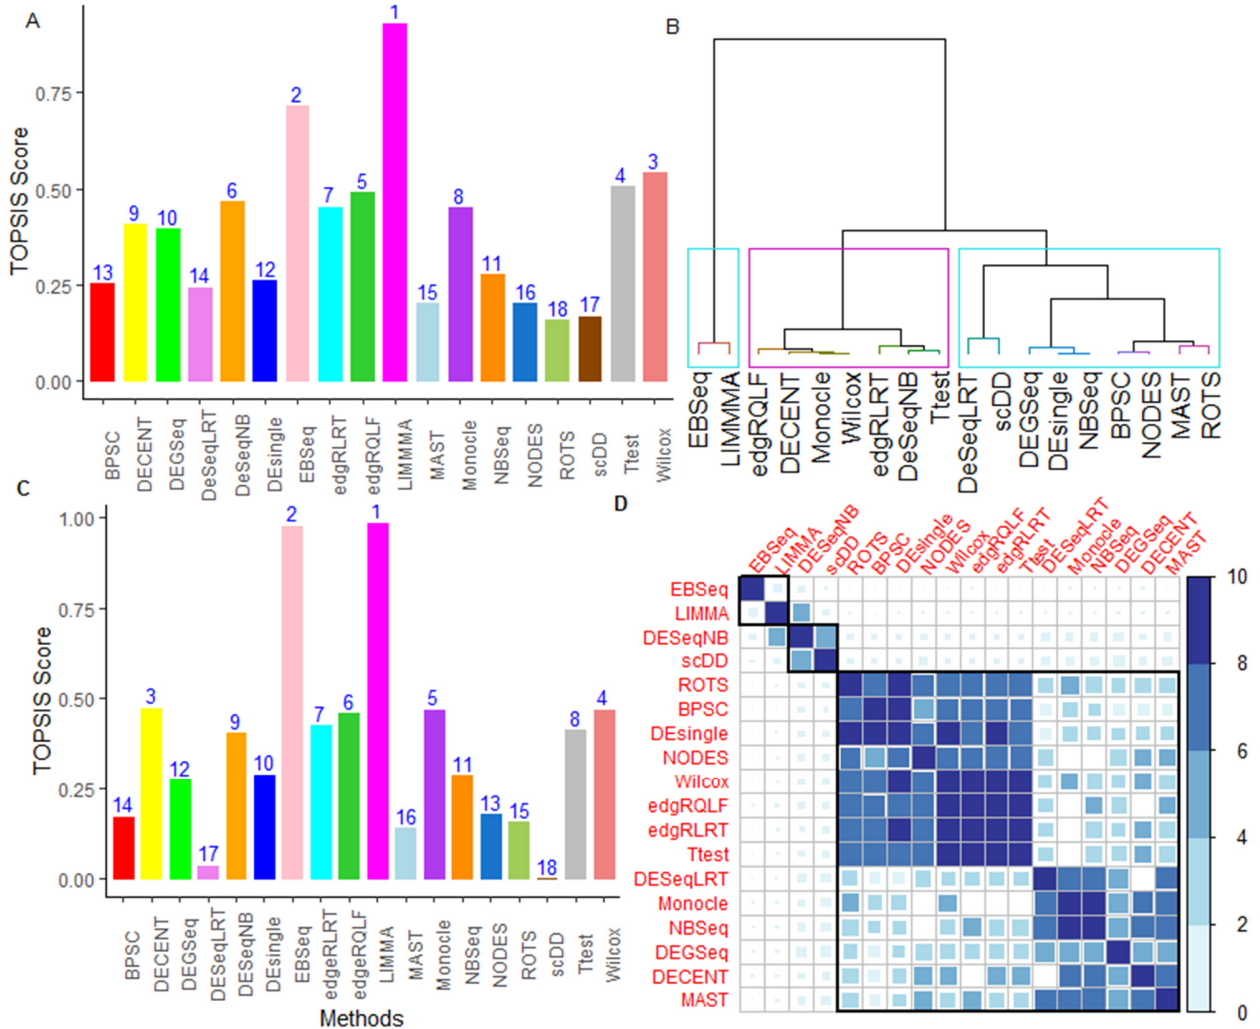 A
TOPSIS Score
0.75
0.50
0.25
0.00
13
9
10
14
6
12
2
7
5
1
15
8
11
16
18
17
4
3
BPSC
DECENT
DEGSeq
DeSeqLRT
DeSeqNB
DEsingle
EBSeq
edgRLRT
edgRQLF
LIMMMA
MAST
Monocle
NBSeq
NODES
ROTS
scDD
Ttest
Wilcox
B
EBSeq
LIMMMA
edgRQLF
DECENT
Monocle
Wilcox
edgRLRT
DeSeqNB
Ttest
DeSeqLRT
scDD
DEGSeq
DEsingle
NBSeq
BPSC
NODES
MAST
ROTS
C
TOPSIS Score
1.00
0.75
0.50
0.25
0.00
14
3
12
17
9
10
2
7
6
1
16
5
11
13
15
18
8
4
BPSC
DECENT
DEGSeq
DESeqLRT
DESeqNB
DEsingle
EBSeq
edgeRLRT
edgeRQLF
LIMMA
MAST
Monocle
NBSeq
NODES
ROTS
scDD
Ttest
Wilcox
Methods
D
EBSeq
LIMMA
DESeqNB
scDD
ROTS
BPSC
DEsingle
NODES
Wilcox
edgRQLF
edgRLRT
Ttest
DESeqLRT
Monocle
NBSeq
DEGSeq
DECENT
MAST
EBSeq
LIMMA
DESeqNB
scDD
ROTS
BPSC
DEsingle
NODES
Wilcox
edgRQLF
edgRLRT
Ttest
DESeqLRT
Monocle
NBSeq
DEGSeq
DECENT
MAST
10
8
6
4
2
0